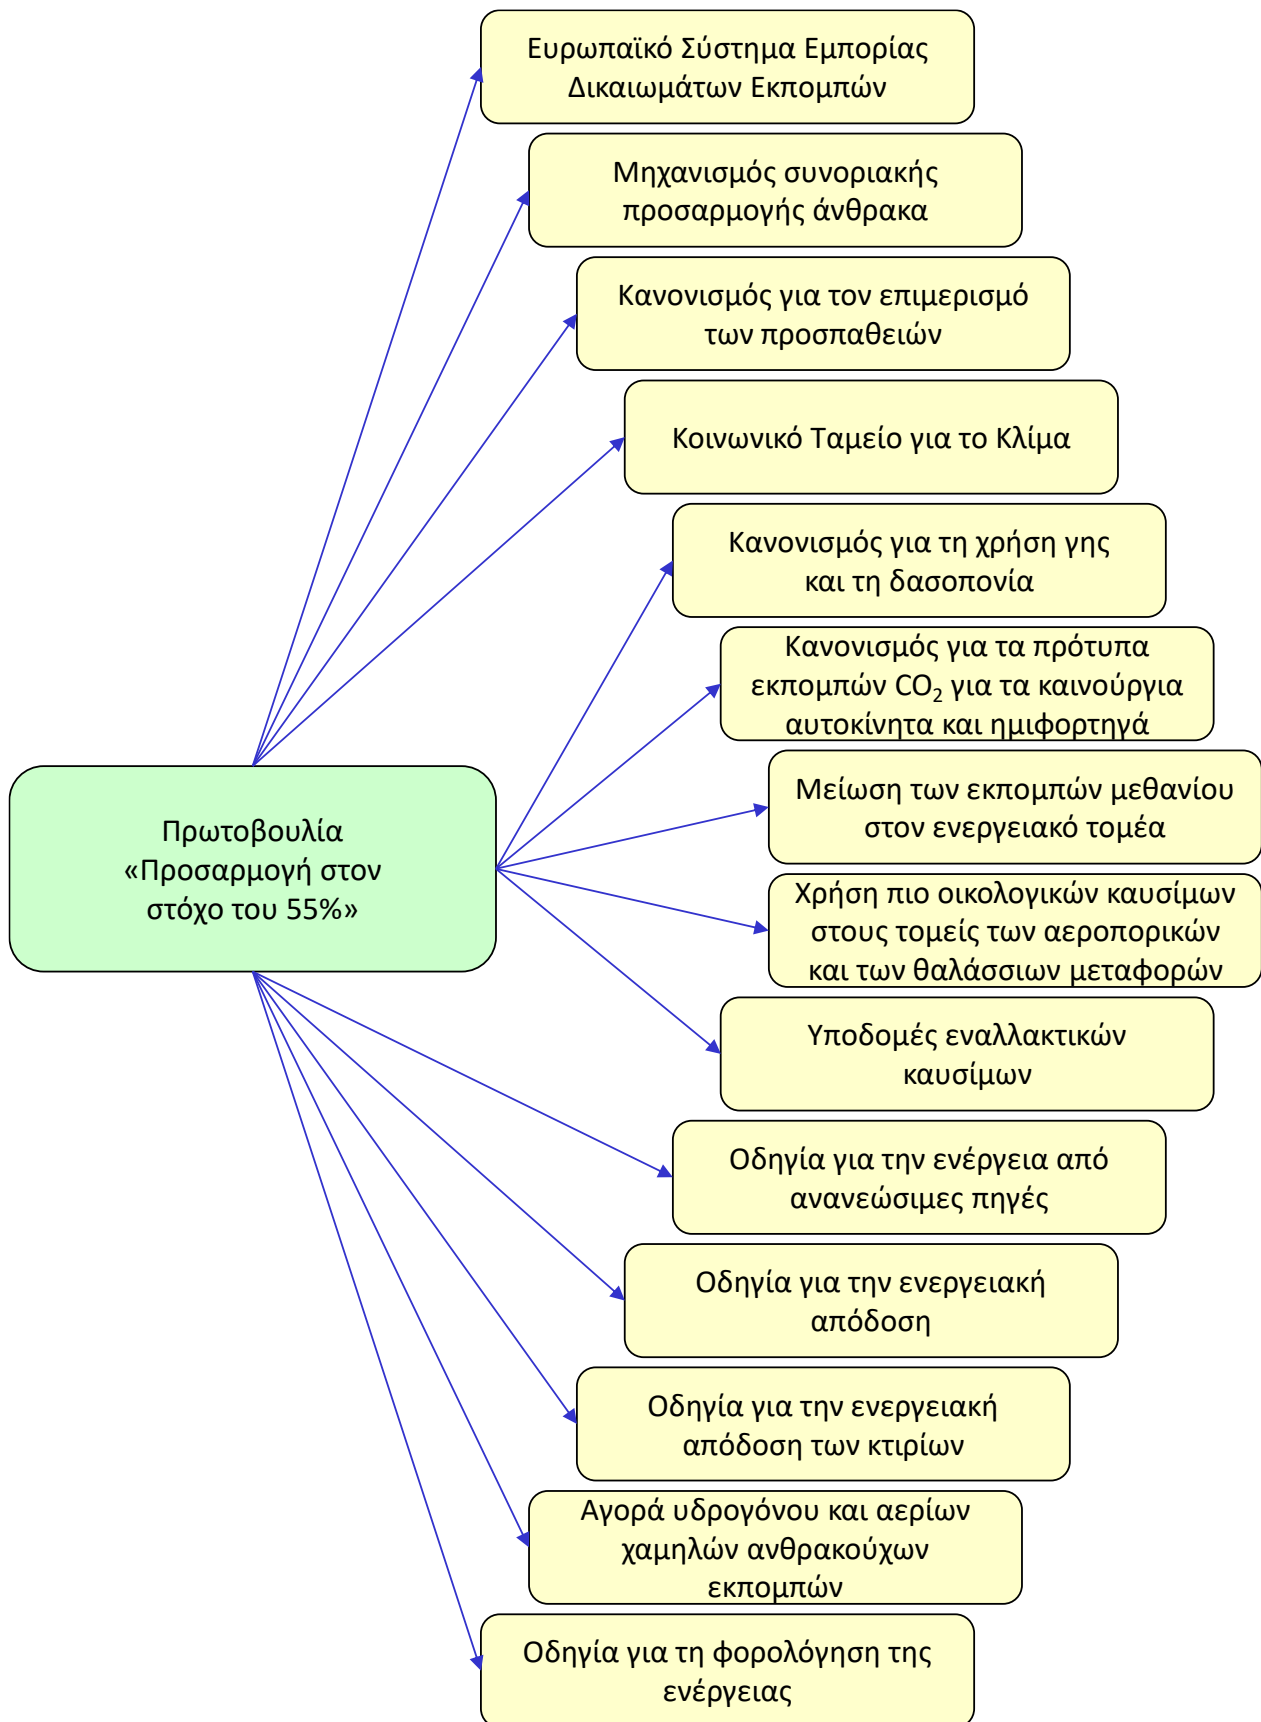 Ευρωπαϊκό Σύστημα Εμπορίας
Δικαιωμάτων Εκπομπών
Μηχανισμός συνοριακής
προσαρμογής άνθρακα
Κανονισμός για τον επιμερισμό
των προσπαθειών
Κοινωνικό Ταμείο για το Κλίμα
Κανονισμός για τη χρήση γης
και τη δασοπονία
Κανονισμός για τα πρότυπα
εκπομπών CO₂ για τα καινούργια
αυτοκίνητα και ημιφορτηγά
Πρωτοβουλία
«Προσαρμογή στον
στόχο του 55%»
Μείωση των εκπομπών μεθανίου
στον ενεργειακό τομέα
Χρήση πιο οικολογικών καυσίμων
στους τομείς των αεροπορικών
και των θαλάσσιων μεταφορών
Υποδομές εναλλακτικών
καυσίμων
Οδηγία για την ενέργεια από
ανανεώσιμες πηγές
Οδηγία για την ενεργειακή
απόδοση
Οδηγία για την ενεργειακή
απόδοση των κτιρίων
Αγορά υδρογόνου και αερίων
χαμηλών ανθρακούχων
εκπομπών
Οδηγία για τη φορολόγηση της
ενέργειας